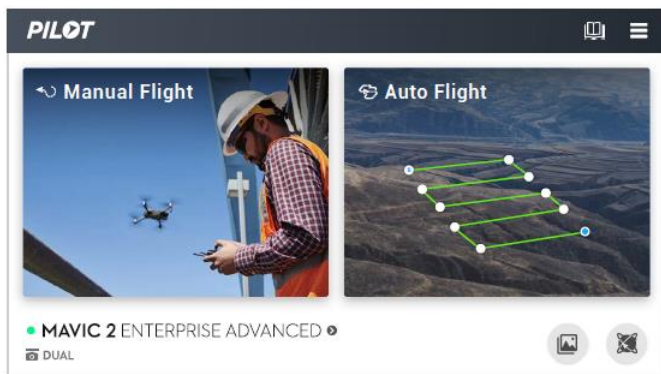 PILOT
Manual Flight
Auto Flight
MAVIC 2 ENTERPRISE ADVANCED
DUAL